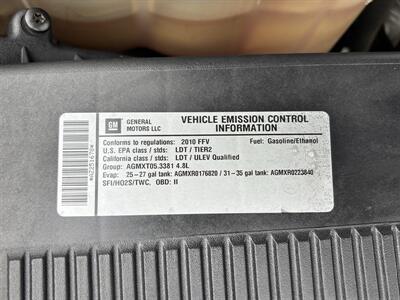 GM
GENERAL MOTORS LLC
VEHICLE EMISSION CONTROL INFORMATION
Conforms to regulations: 2010 FFV Fuel: Gasoline/Ethanol
U.S. EPA class / stds: LDT / TIER2
California class / stds: LDT / ULEV Qualified
Group: AGMXT05.3381 4.8L
Evap: 25-27 gal tank: AGMXR0176820 / 31-35 gal tank: AGMXR0223840
SFI/HO2S/TWC, OBD: II